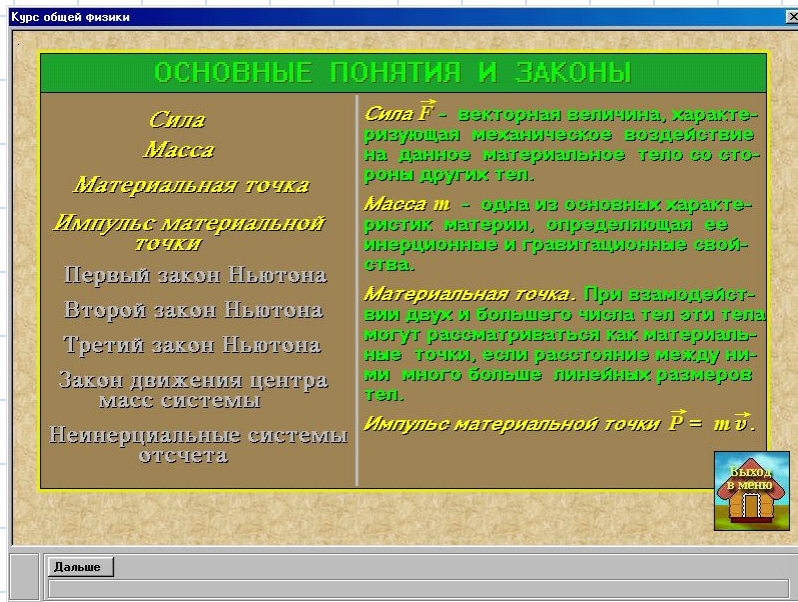 Курс общей физики
ОСНОВНЫЕ ПОНЯТИЯ И ЗАКОНЫ
Сила
Масса
Материальная точка
Импульс материальной
точки
Первый закон Ньютона
Второй закон Ньютона
Третий закон Ньютона
Закон движения центра
масс системы
Неинерциальные системы
отсчета
Сила F⃗ - векторная величина, характе-
ризующая механическое воздействие
на данное материальное тело со сто-
роны других тел.
Масса m - одна из основных характе-
ристик материи, определяющая ее
инерционные и гравитационные свой-
ства.
Материальная точка. При взамодейст-
вии двух и большего числа тел эти тела
могут рассматриваться как материаль-
ные точки, если расстояние между ни-
ми много больше линейных размеров
тел.
Импульс материальной точки P⃗ = m v⃗.
Выход
в меню
Дальше